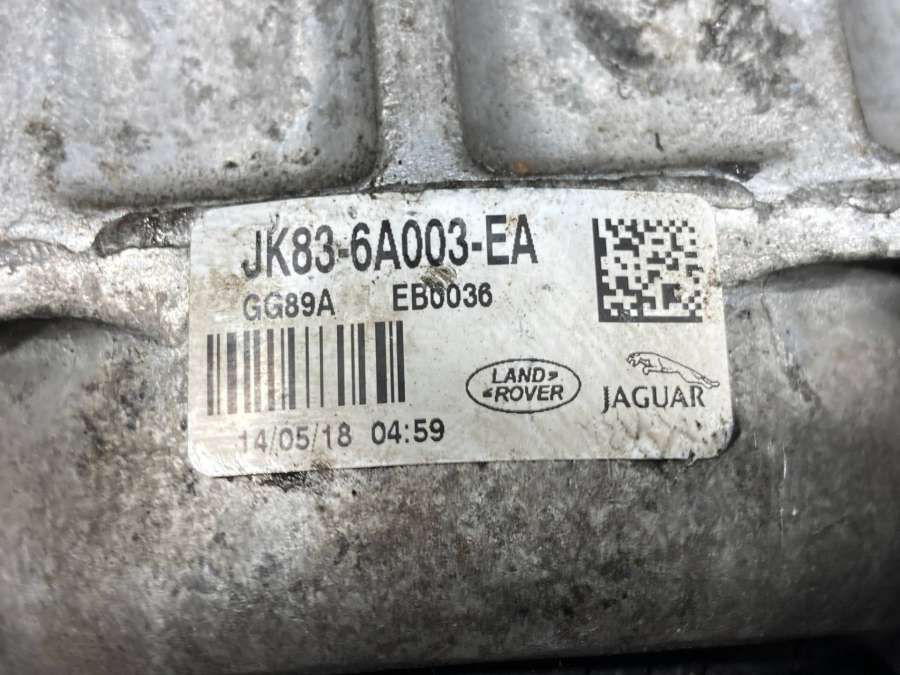 JK83-6A003-EA
GG89A EB0036
LAND
ROVER
JAGUAR
14/05/18 04:59